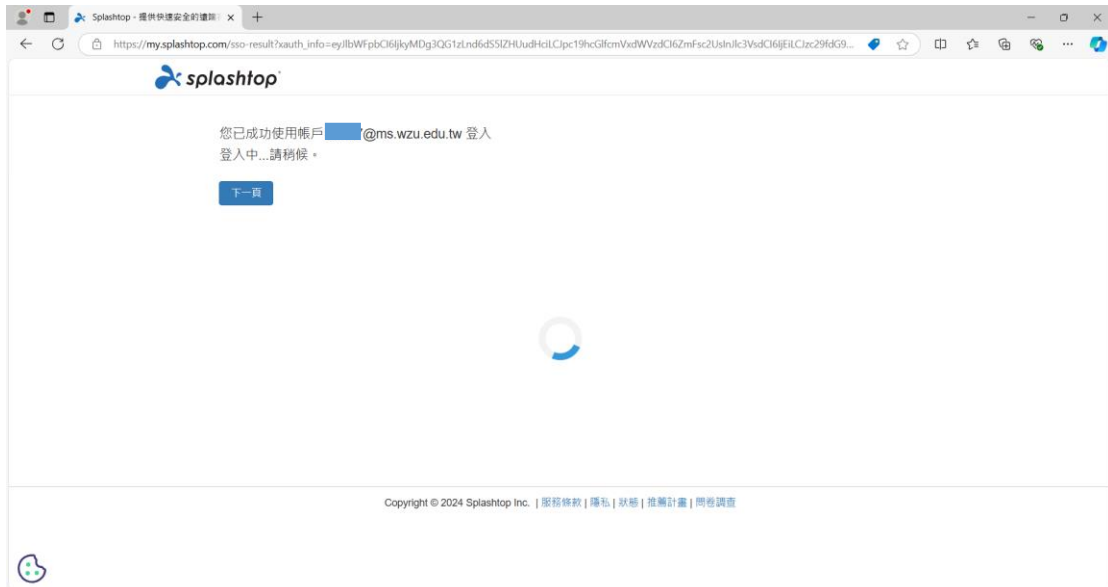 Splashtop - 提供快速安全的遠端
https://my.splashtop.com/sso-result?xauth_info=
splashtop
您已成功使用帳戶 @ms.wzu.edu.tw 登入
登入中...請稍候。
下一頁
Copyright © 2024 Splashtop Inc. | 服務條款 | 隱私 | 狀態 | 推薦計畫 | 問卷調查